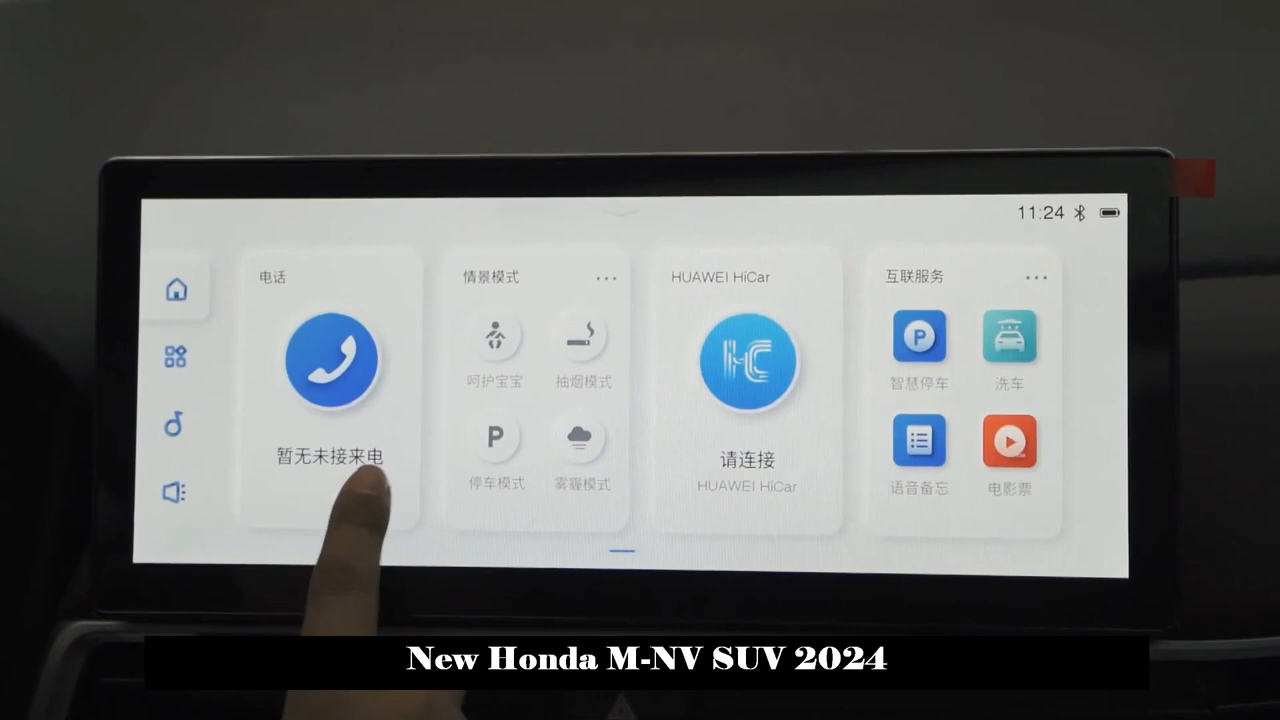 11:24
电话
暂无未接来电
情景模式
呵护宝宝
抽烟模式
P
停车模式
雾霾模式
HUAWEI HiCar
HC
请连接
HUAWEI HiCar
互联服务
P
智慧停车
洗车
语音备忘
电影票
New Honda M-NV SUV 2024